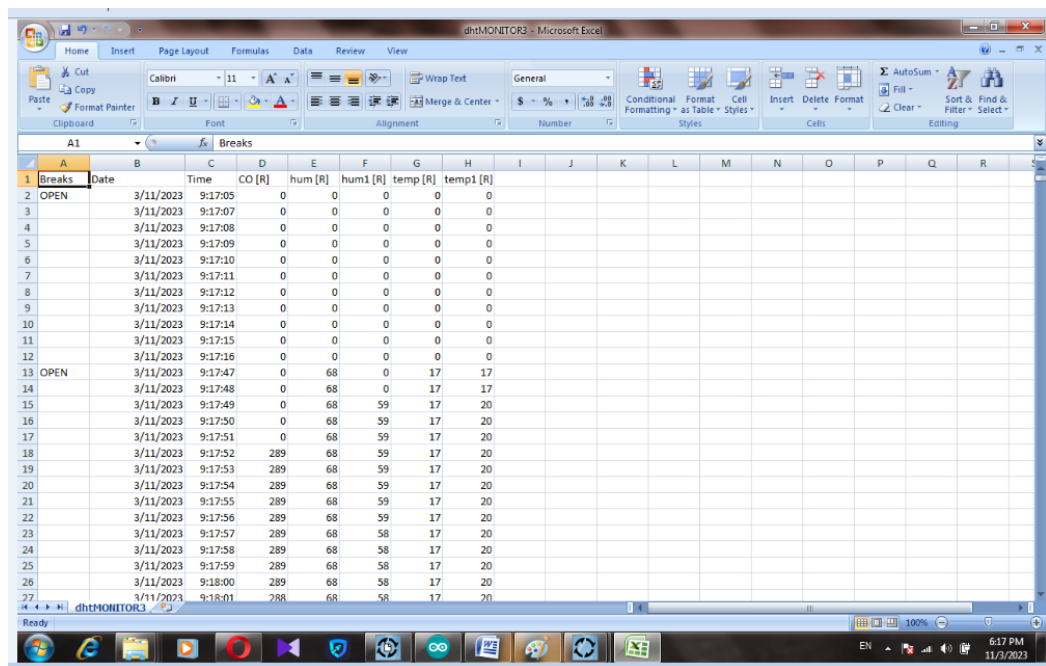 dhtMONITOR3 - Microsoft Excel
Home Insert Page Layout Formulas Data Review View
Cut
Copy
Format Painter
Paste
Calibri 11
Wrap Text
Merge & Center
General
Conditional Formatting
Format as Table
Cell Styles
Insert Delete Format
AutoSum
Fill
Clear
Sort & Filter
Find & Select
Clipboard Font Alignment Number Styles Cells Editing
A1 fx Breaks
A B C D E F G H I J K L M N O P Q R
1 Breaks Date Time CO [R] hum [R] hum1 [R] temp [R] temp1 [R]
2 OPEN 3/11/2023 9:17:05 0 0 0 0 0
3 3/11/2023 9:17:07 0 0 0 0 0
4 3/11/2023 9:17:08 0 0 0 0 0
5 3/11/2023 9:17:09 0 0 0 0 0
6 3/11/2023 9:17:10 0 0 0 0 0
7 3/11/2023 9:17:11 0 0 0 0 0
8 3/11/2023 9:17:12 0 0 0 0 0
9 3/11/2023 9:17:13 0 0 0 0 0
10 3/11/2023 9:17:14 0 0 0 0 0
11 3/11/2023 9:17:15 0 0 0 0 0
12 3/11/2023 9:17:16 0 0 0 0 0
13 OPEN 3/11/2023 9:17:47 0 68 0 17 17
14 3/11/2023 9:17:48 0 68 0 17 17
15 3/11/2023 9:17:49 0 68 59 17 20
16 3/11/2023 9:17:50 0 68 59 17 20
17 3/11/2023 9:17:51 0 68 59 17 20
18 3/11/2023 9:17:52 289 68 59 17 20
19 3/11/2023 9:17:53 289 68 59 17 20
20 3/11/2023 9:17:54 289 68 59 17 20
21 3/11/2023 9:17:55 289 68 59 17 20
22 3/11/2023 9:17:56 289 68 59 17 20
23 3/11/2023 9:17:57 289 68 58 17 20
24 3/11/2023 9:17:58 289 68 58 17 20
25 3/11/2023 9:17:59 289 68 58 17 20
26 3/11/2023 9:18:00 289 68 58 17 20
27 3/11/2023 9:18:01 288 68 58 17 20
dhtMONITOR3
Ready 100%
EN 6:17 PM
11/3/2023